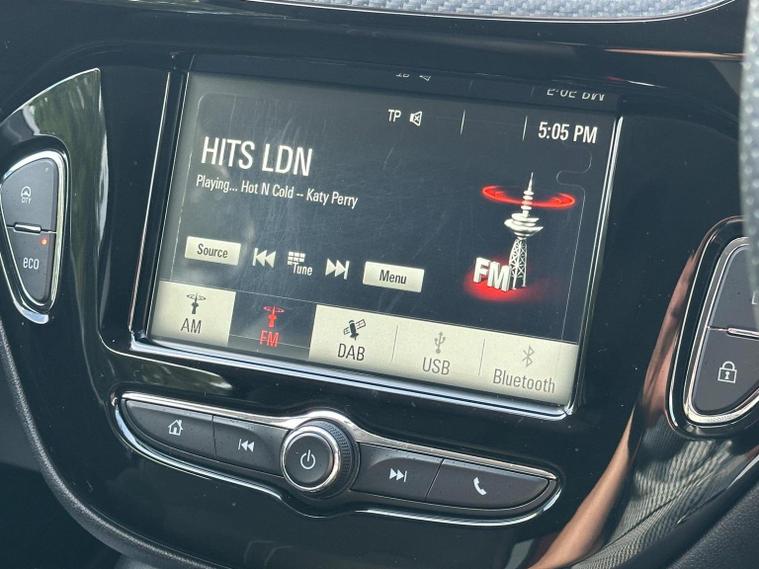 TP
5:05 PM
HITS LDN
Playing... Hot N Cold -- Katy Perry
FM
Source
Tune
Menu
AM
FM
DAB
USB
Bluetooth
CITY
eco